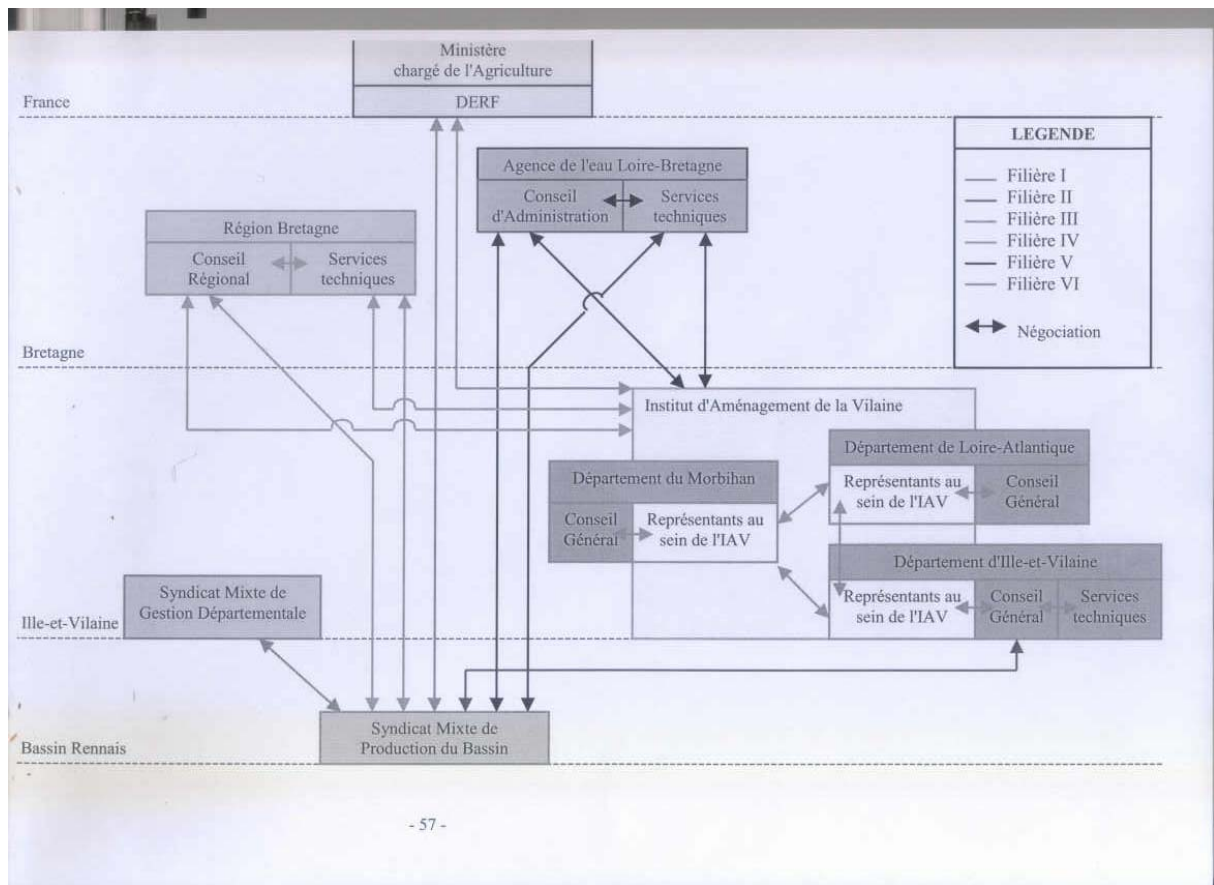 Ministère
chargé de l'Agriculture
DERF
France
LEGENDE
Filière I
Filière II
Filière III
Filière IV
Filière V
Filière VI
Négociation
Agence de l'eau Loire-Bretagne
Conseil
d'Administration
Services
techniques
Région Bretagne
Conseil
Régional
Services
techniques
Bretagne
Institut d'Aménagement de la Vilaine
Département de Loire-Atlantique
Représentants au
sein de l'IAV
Conseil
Général
Département du Morbihan
Conseil
Général
Représentants au
sein de l'IAV
Département d'Ille-et-Vilaine
Représentants au
sein de l'IAV
Conseil
Général
Services
techniques
Syndicat Mixte de
Gestion Départementale
Ille-et-Vilaine
Syndicat Mixte de
Production du Bassin
Bassin Rennais
- 57 -